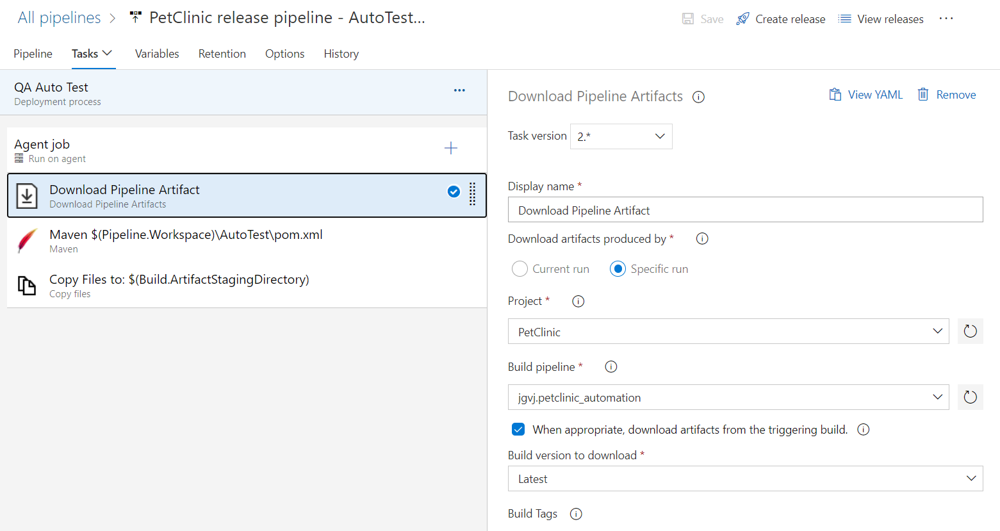 All pipelines > PetClinic release pipeline - AutoTest...
Save Create release View releases ...
Pipeline Tasks Variables Retention Options History
QA Auto Test
Deployment process
Agent job
Run on agent
Download Pipeline Artifact
Download Pipeline Artifacts
Maven $(Pipeline.Workspace)\AutoTest\pom.xml
Maven
Copy Files to: $(Build.ArtifactStagingDirectory)
Copy files
Download Pipeline Artifacts
View YAML Remove
Task version 2.*
Display name *
Download Pipeline Artifact
Download artifacts produced by *
Current run Specific run
Project *
PetClinic
Build pipeline *
jgvj.petclinic_automation
When appropriate, download artifacts from the triggering build.
Build version to download *
Latest
Build Tags